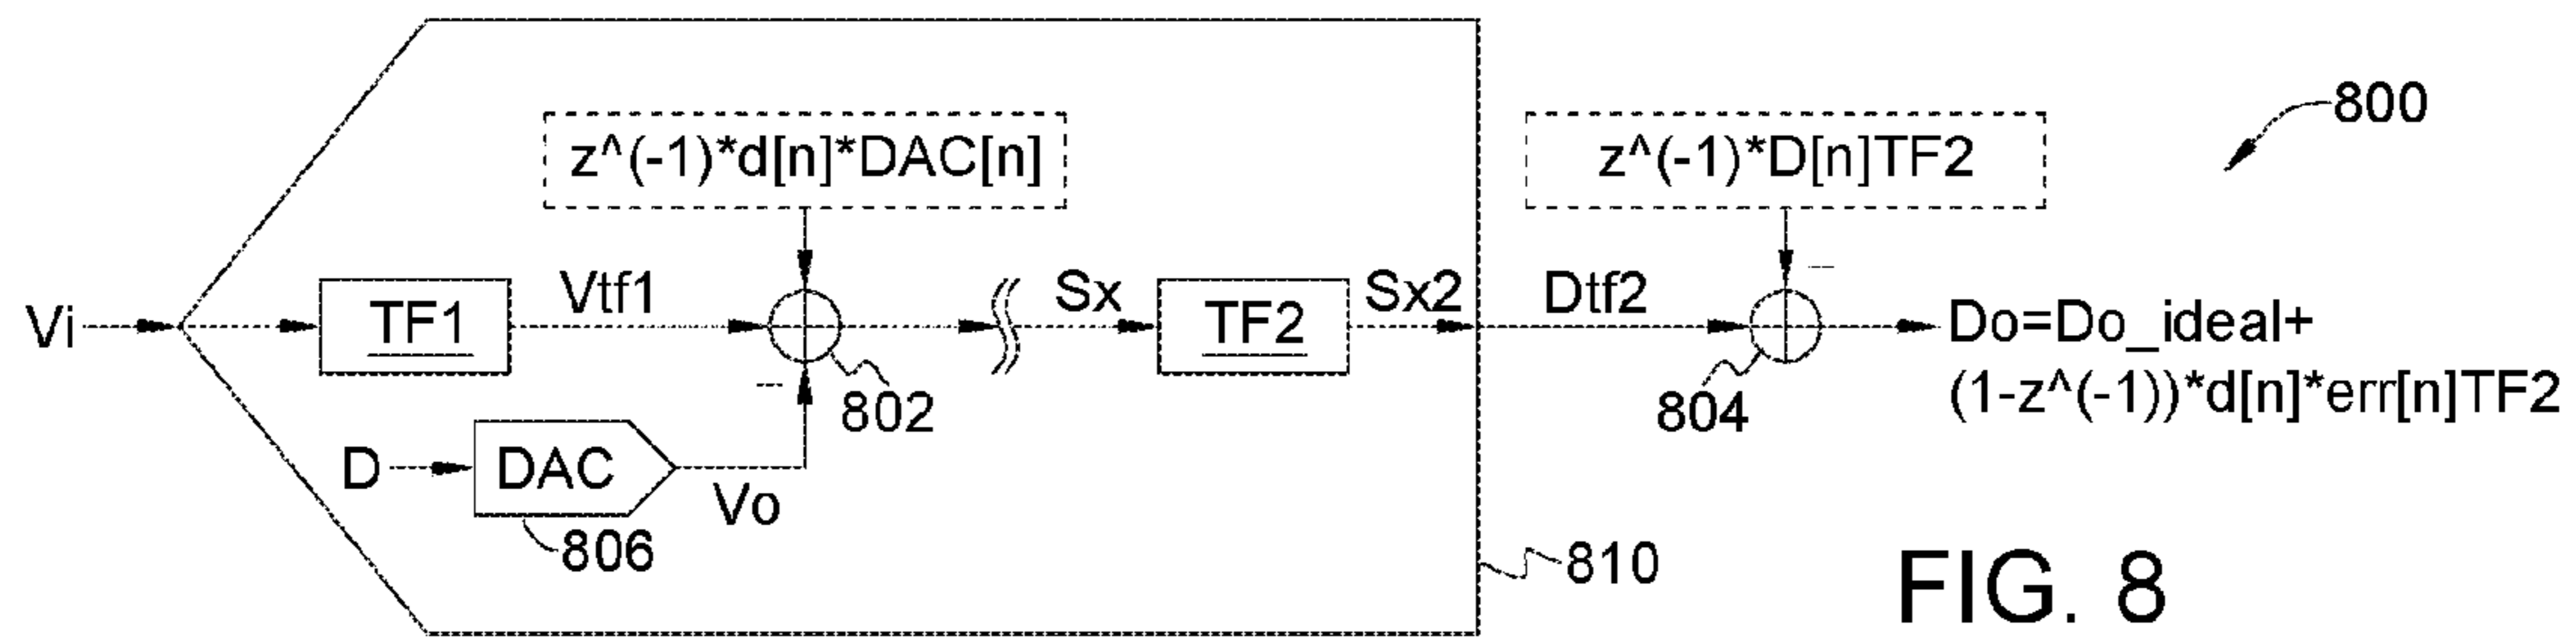 800
z^(-1)*d[n]*DAC[n]
z^(-1)*D[n]TF2
Vi
TF1
Vtf1
Sx
TF2
Sx2
Dtf2
Do=Do_ideal+
(1-z^(-1))*d[n]*err[n]TF2
802
804
D
DAC
Vo
806
810
FIG. 8